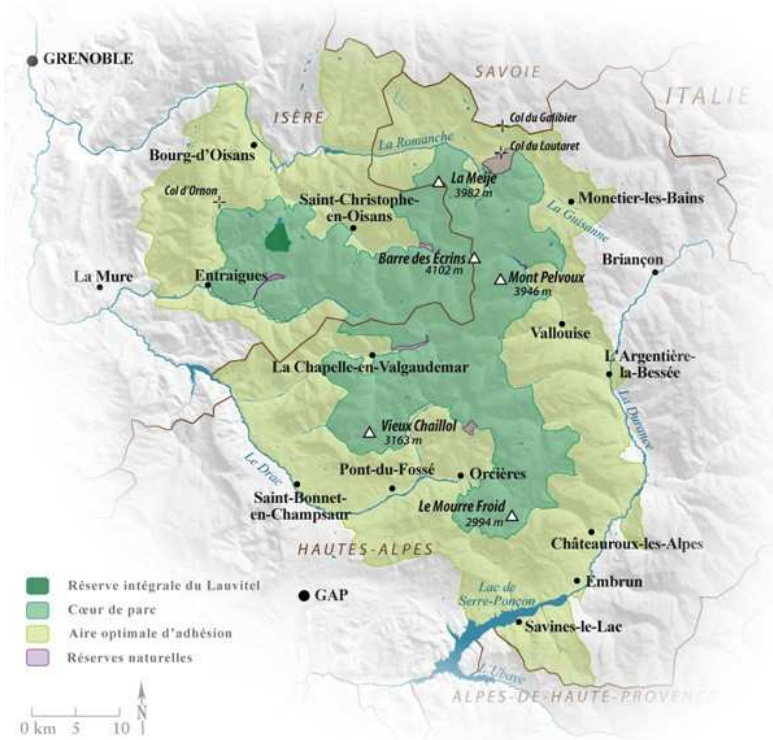 GRENOBLE
SAVOIE
ITALIE
Col du Galibier
ISÈRE
La Romanche
Col du Lautaret
Bourg-d'Oisans
La Meije
3982 m
Col d'Ornon
Saint-Christophe-
en-Oisans
Monetier-les-Bains
La Guisanne
Barre des Écrins
4102 m
Briançon
La Mure
Entraigues
Mont Pelvoux
3946 m
Vallouise
La Chapelle-en-Valgaudemar
L'Argentière-
la-Bessée
La Durance
Vieux Chaillol
3163 m
Le Drac
Pont-du-Fossé
Orcières
Saint-Bonnet-
en-Champsaur
Le Mourre Froid
2994 m
HAUTES-ALPES
Châteauroux-les-Alpes
Réserve intégrale du Lauvitel
Cœur de parc
Aire optimale d'adhésion
Réserves naturelles
GAP
Embrun
Lac de
Serre-Ponçon
Savines-le-Lac
L'Ubaye
ALPES-DE-HAUTE-PROVENCE
N
0 km 5 10